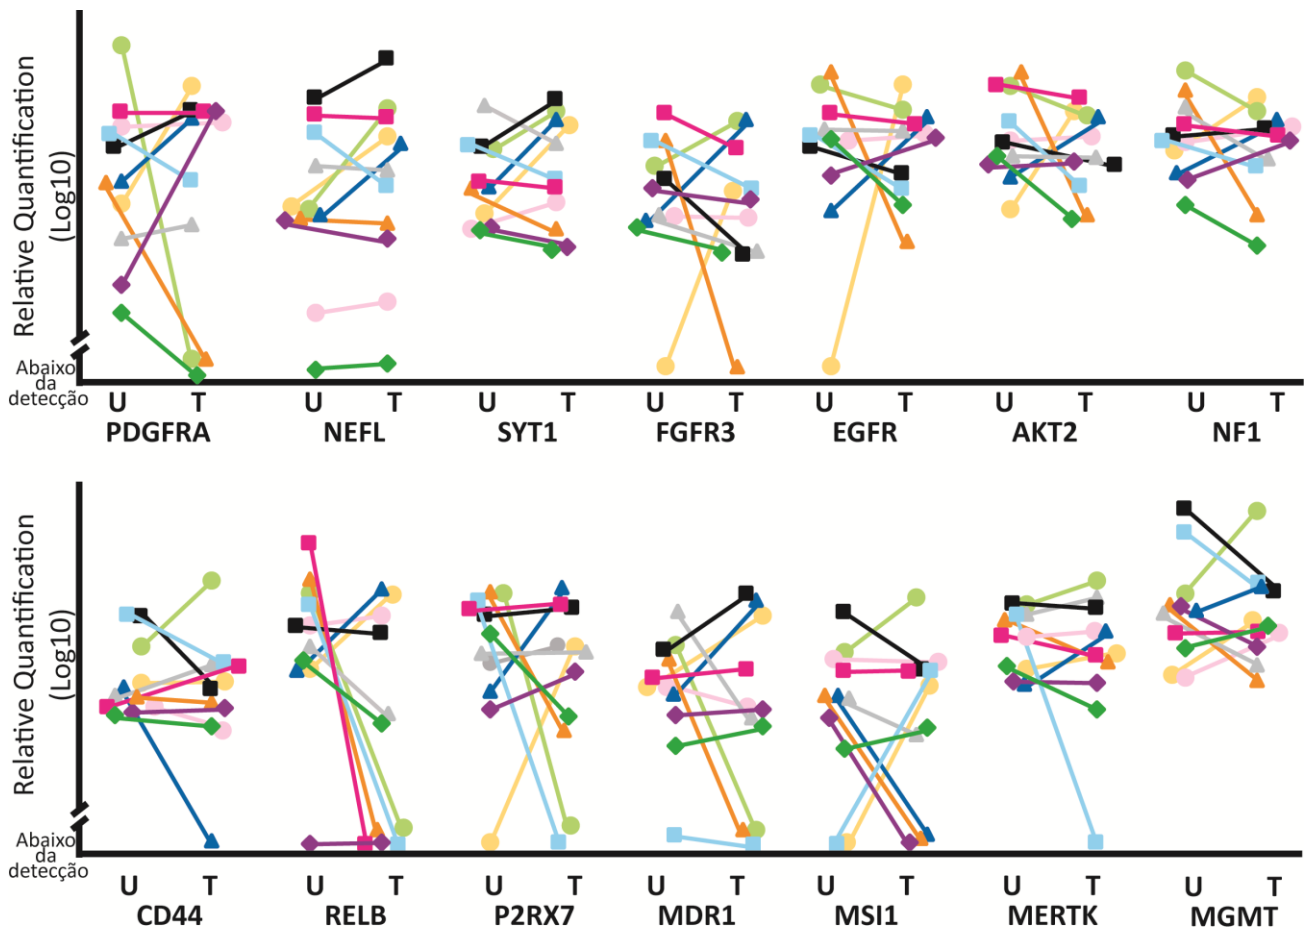 Relative Quantification
(Log10)
Abaixo
da
detecção
U T U T U T U T U T U T U T
PDGFRA NEFL SYT1 FGFR3 EGFR AKT2 NF1
Relative Quantification
(Log10)
Abaixo
da
detecção
U T U T U T U T U T U T U T
CD44 RELB P2RX7 MDR1 MSI1 MERTK MGMT